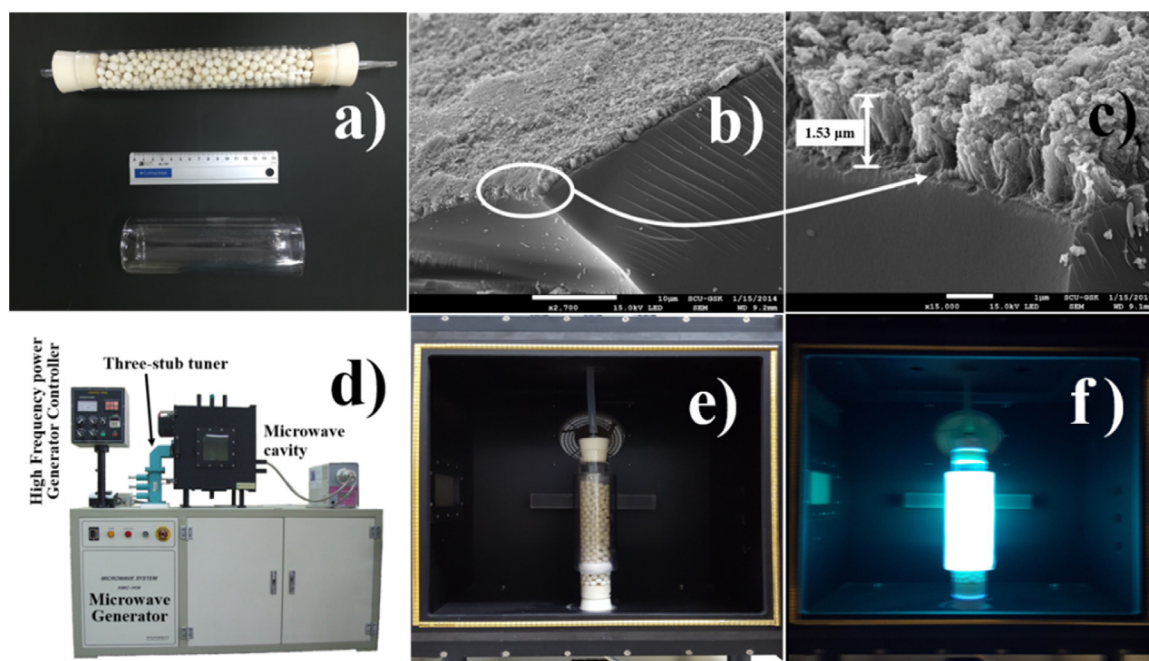 a)
b)
10µm SCU-GSK 1/15/2014
x2,700 15.0kV LED SEM WD 9.2mm
1.53 µm
c)
1µm SCU-GSK 1/15/201
x15,000 15.0kV LED SEM WD 9.1m
High Frequency power
Generator Controller
Three-stub tuner
d)
Microwave
cavity
MICROWAVE SYSTEM
Microwave
Generator
e)
f)